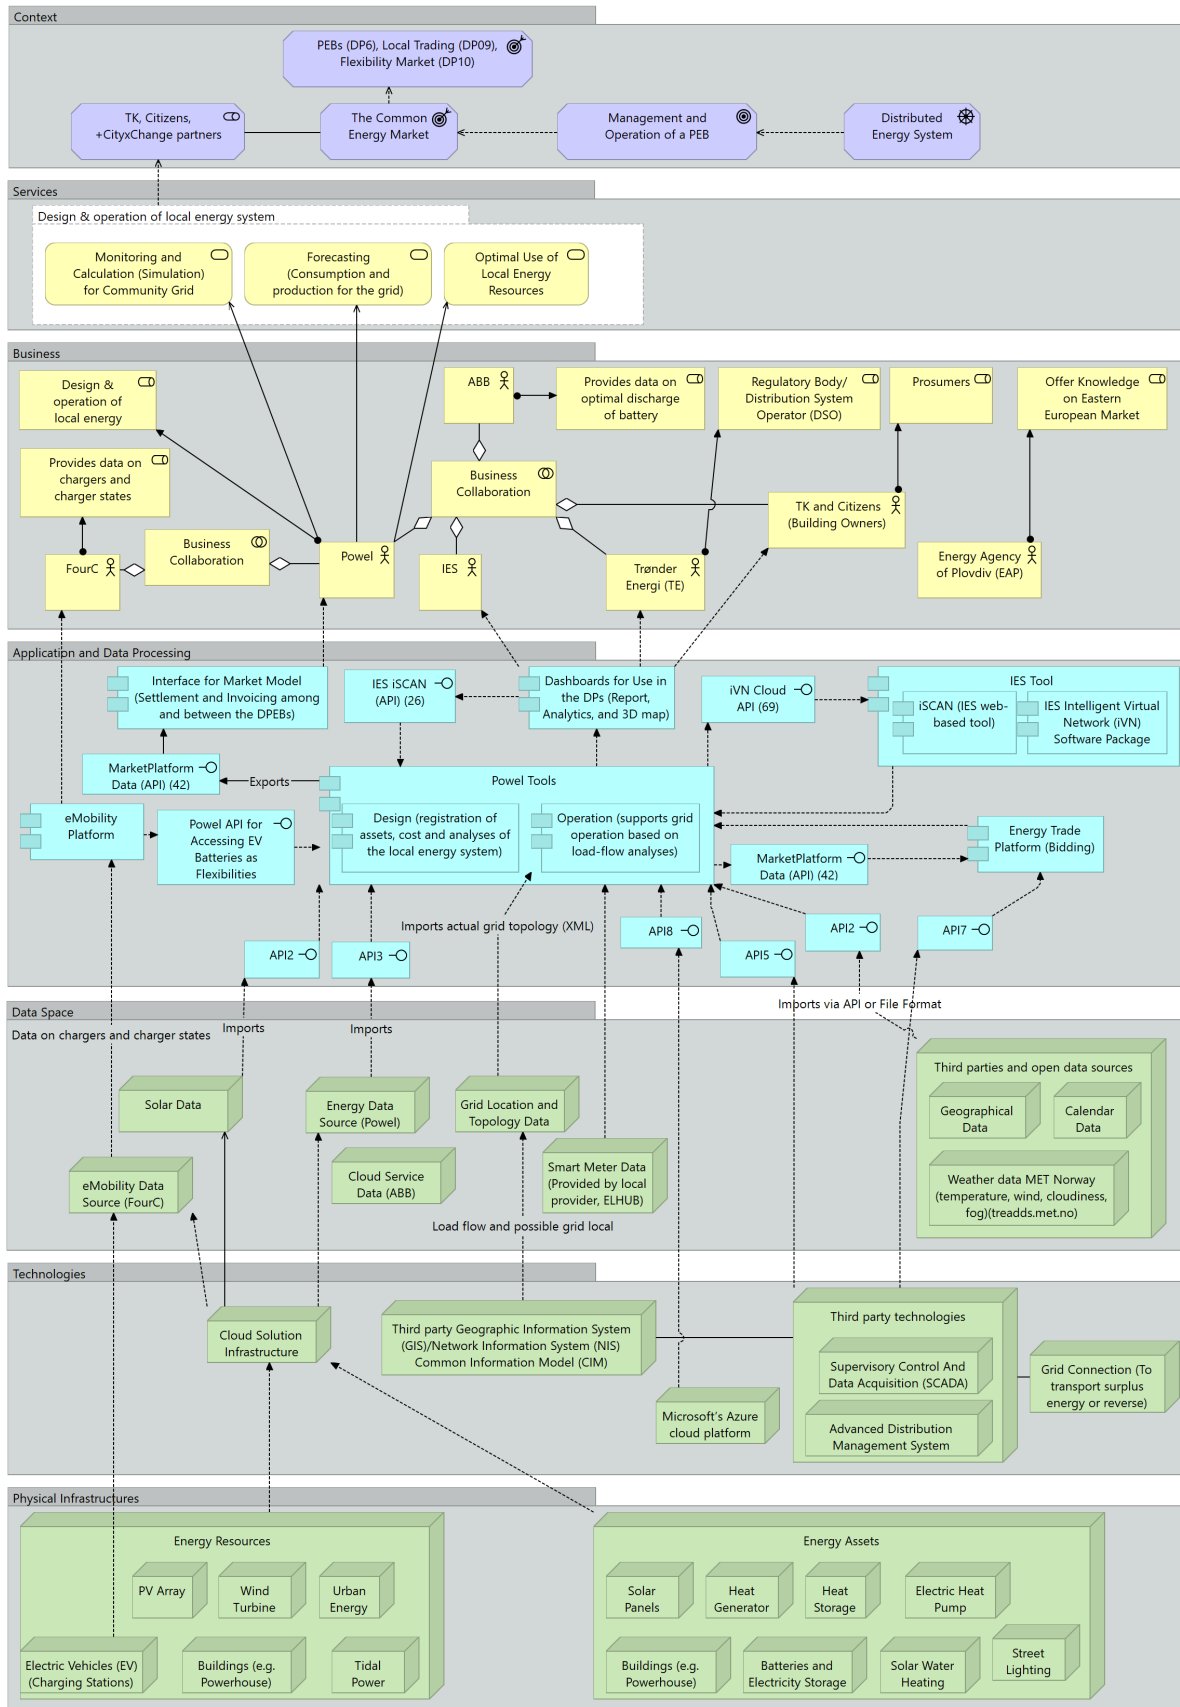 Context
PEBs (DP6), Local Trading (DP09),
Flexibility Market (DP10)
TK, Citizens,
+CityxChange partners
The Common
Energy Market
Management and
Operation of a PEB
Distributed
Energy System
Services
Design & operation of local energy system
Monitoring and
Calculation (Simulation)
for Community Grid
Forecasting
(Consumption and
production for the grid)
Optimal Use of
Local Energy
Resources
Business
Design &
operation of
local energy
ABB
Provides data on
optimal discharge
of battery
Regulatory Body/
Distribution System
Operator (DSO)
Prosumers
Offer Knowledge
on Eastern
European Market
Provides data on
chargers and
charger states
Business
Collaboration
TK and Citizens
(Building Owners)
Business
Collaboration
FourC
Powel
IES
Trønder
Energi (TE)
Energy Agency
of Plovdiv (EAP)
Application and Data Processing
Interface for Market Model
(Settlement and Invoicing among
and between the DPEBs)
IES iSCAN
(API) (26)
Dashboards for Use in
the DPs (Report,
Analytics, and 3D map)
iVN Cloud
API (69)
IES Tool
iSCAN (IES web-
based tool)
IES Intelligent Virtual
Network (iVN)
Software Package
MarketPlatform
Data (API) (42)
Exports
Powel Tools
Design (registration of
assets, cost and analyses of
the local energy system)
Operation (supports grid
operation based on
load-flow analyses)
eMobility
Platform
Powel API for
Accessing EV
Batteries as
Flexibilities
MarketPlatform
Data (API) (42)
Energy Trade
Platform (Bidding)
Imports actual grid topology (XML)
API2
API3
API8
API5
API2
API7
Imports via API or File Format
Data Space
Data on chargers and charger states
Imports
Imports
Solar Data
Energy Data
Source (Powel)
Grid Location and
Topology Data
Third parties and open data sources
Geographical
Data
Calendar
Data
Weather data MET Norway
(temperature, wind, cloudiness,
fog)(treadds.met.no)
eMobility Data
Source (FourC)
Cloud Service
Data (ABB)
Smart Meter Data
(Provided by local
provider, ELHUB)
Load flow and possible grid local
Technologies
Cloud Solution
Infrastructure
Third party Geographic Information System
(GIS)/Network Information System (NIS)
Common Information Model (CIM)
Third party technologies
Supervisory Control And
Data Acquisition (SCADA)
Advanced Distribution
Management System
Grid Connection (To
transport surplus
energy or reverse)
Microsoft's Azure
cloud platform
Physical Infrastructures
Energy Resources
PV Array
Wind
Turbine
Urban
Energy
Electric Vehicles (EV)
(Charging Stations)
Buildings (e.g.
Powerhouse)
Tidal
Power
Energy Assets
Solar
Panels
Heat
Generator
Heat
Storage
Electric Heat
Pump
Buildings (e.g.
Powerhouse)
Batteries and
Electricity Storage
Solar Water
Heating
Street
Lighting